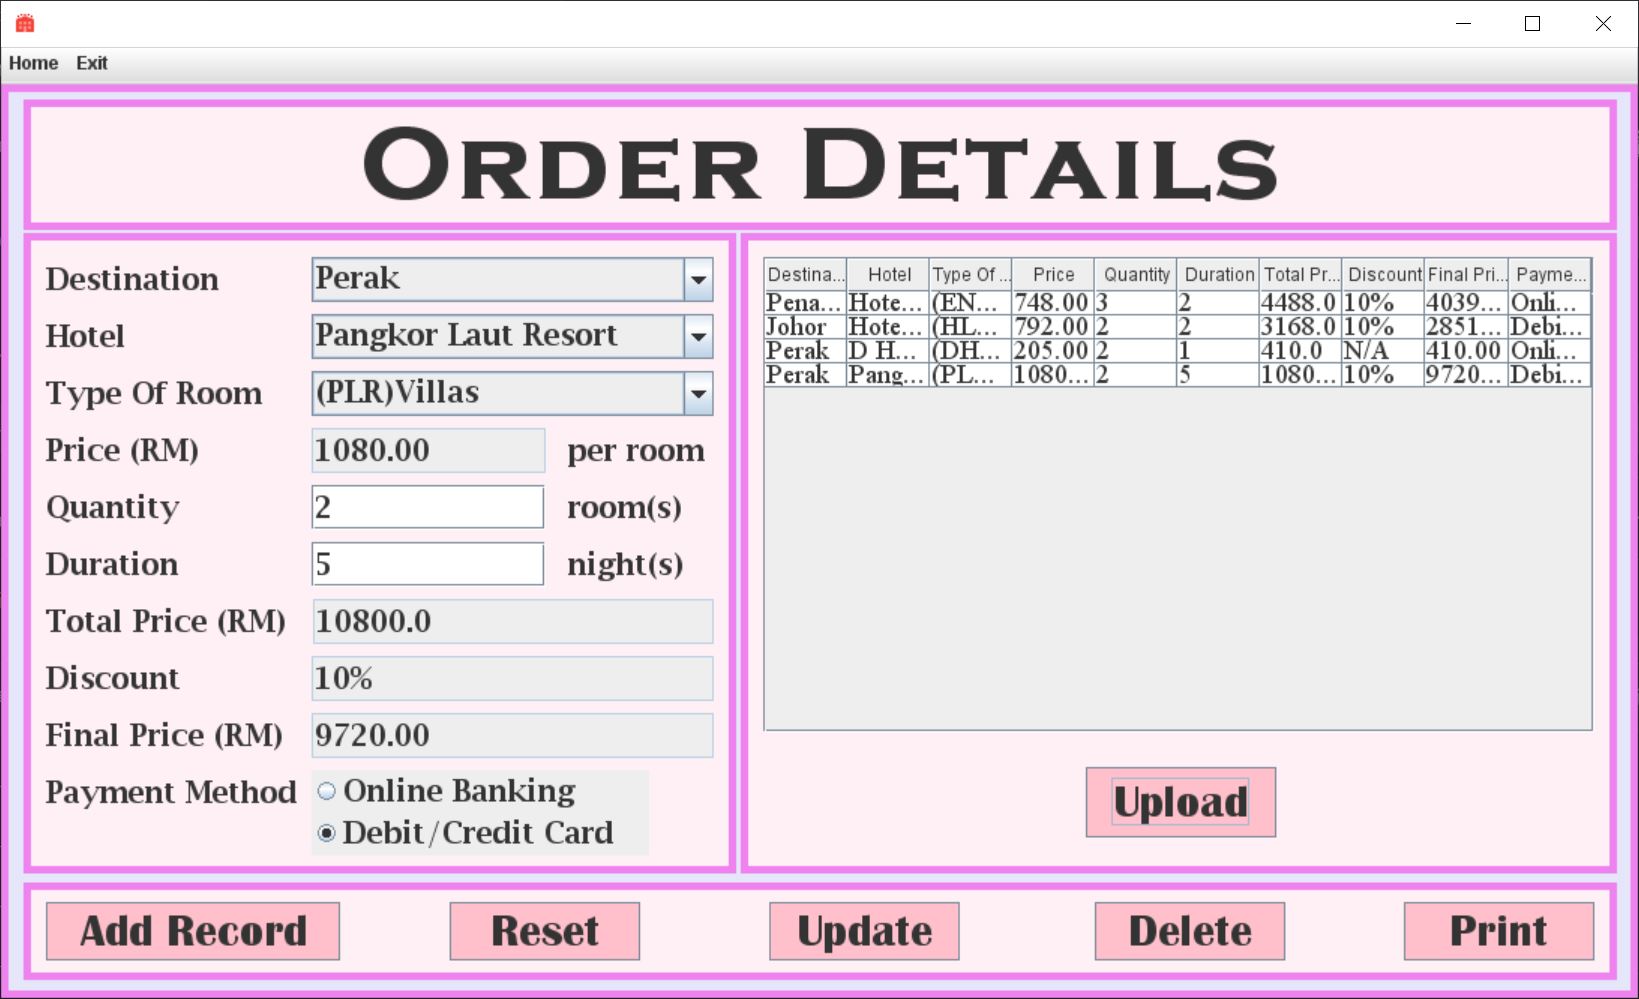 Home Exit
ORDER DETAILS
Destination Perak
Hotel Pangkor Laut Resort
Type Of Room (PLR)Villas
Price (RM) 1080.00 per room
Quantity 2 room(s)
Duration 5 night(s)
Total Price (RM) 10800.0
Discount 10%
Final Price (RM) 9720.00
Payment Method Online Banking
Debit/Credit Card
Destina... Hotel Type Of ... Price Quantity Duration Total Pr... Discount Final Pri... Payme...
Pena... Hote... (EN... 748.00 3 2 4488.0 10% 4039... Onli...
Johor Hote... (HL... 792.00 2 2 3168.0 10% 2851... Debi...
Perak D H... (DH... 205.00 2 1 410.0 N/A 410.00 Onli...
Perak Pang... (PL... 1080... 2 5 1080... 10% 9720... Debi...
Upload
Add Record Reset Update Delete Print